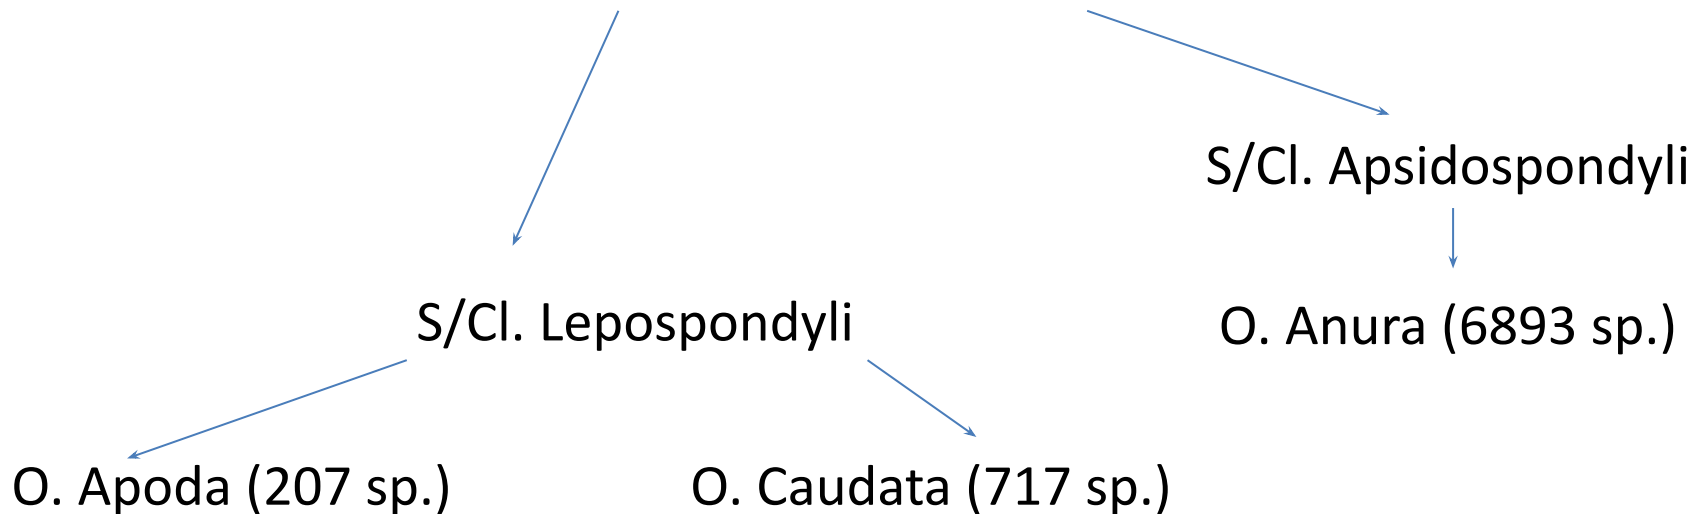 S/Cl. Apsidospondyli
S/Cl. Lepospondyli
O. Anura (6893 sp.)
O. Apoda (207 sp.)
O. Caudata (717 sp.)